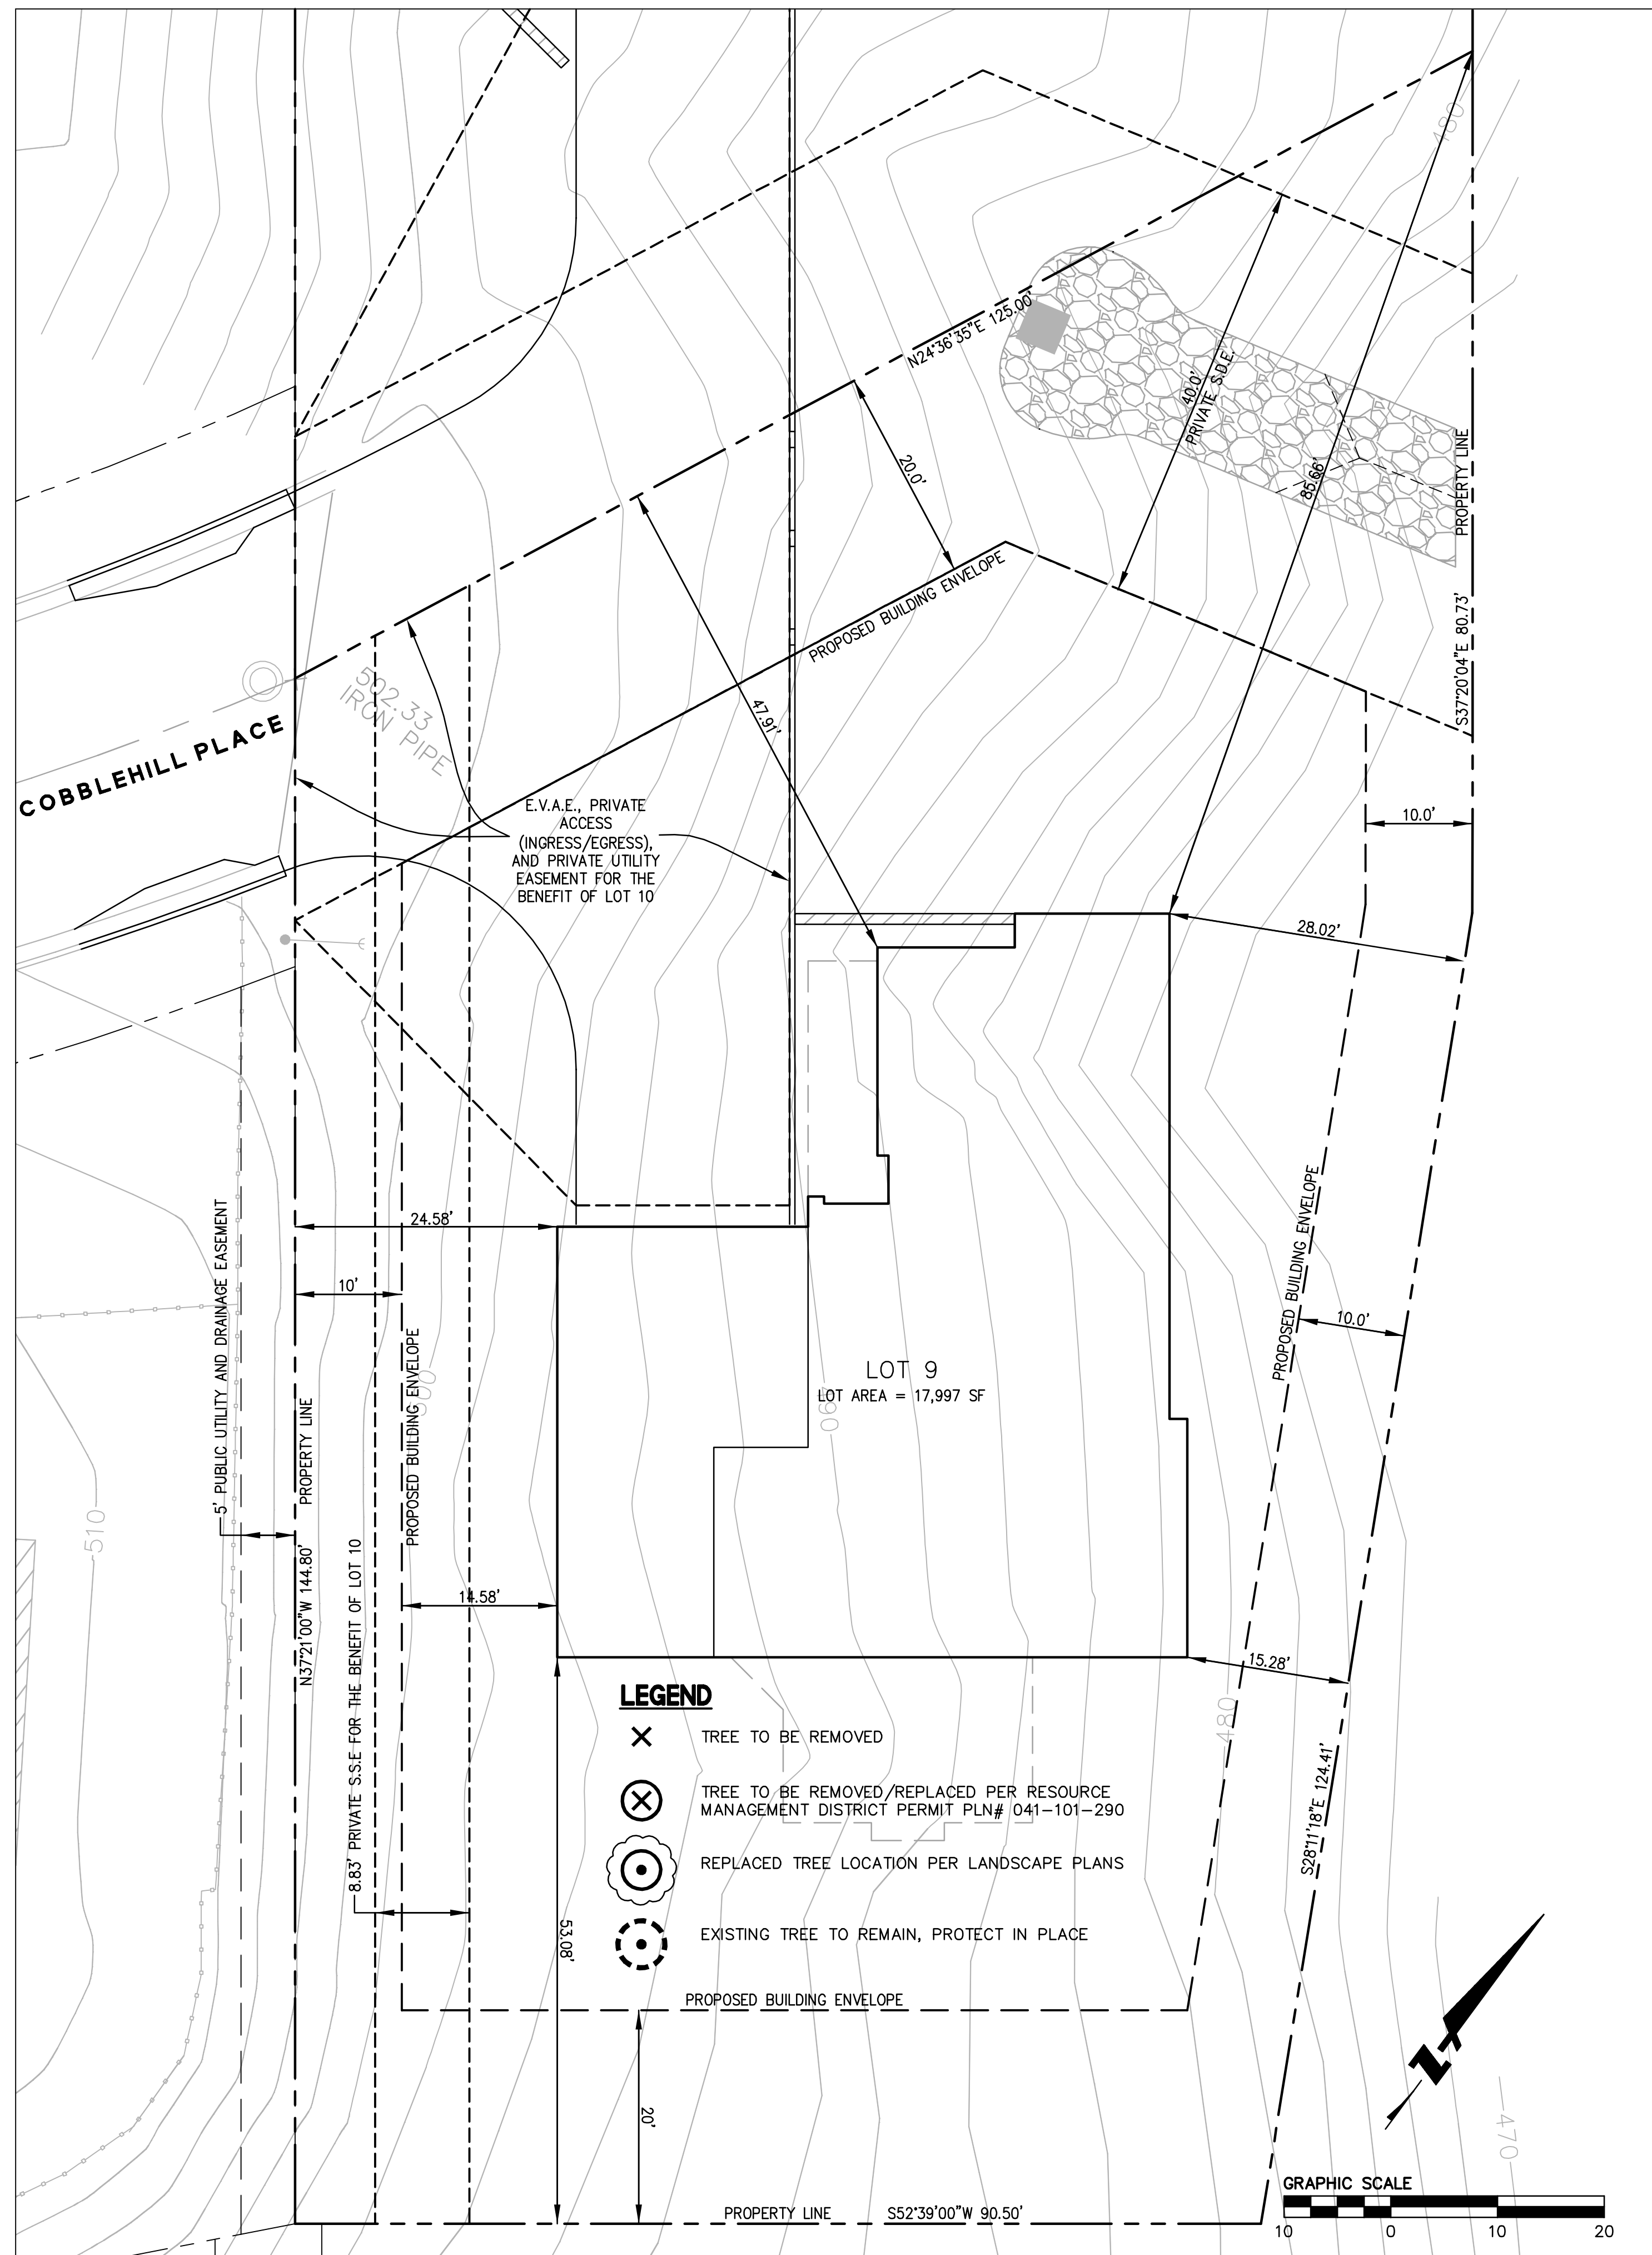 480
N24°36'35"E 125.00'
40.0'
PRIVATE S.D.E.
85.66'
PROPERTY LINE
20.0'
PROPOSED BUILDING ENVELOPE
S37°20'04"E 80.73'
502.33
IRON PIPE
COBBLEHILL PLACE
47.91'
E.V.A.E., PRIVATE
ACCESS
(INGRESS/EGRESS),
AND PRIVATE UTILITY
EASEMENT FOR THE
BENEFIT OF LOT 10
10.0'
28.02'
24.58'
10'
5' PUBLIC UTILITY AND DRAINAGE EASEMENT
PROPOSED BUILDING ENVELOPE
10.0'
PROPOSED BUILDING ENVELOPE
500
LOT 9
LOT AREA = 17,997 SF
490
PROPERTY LINE
N37°21'00"W 144.80'
510
8.83' PRIVATE S.S.E FOR THE BENEFIT OF LOT 10
14.58'
15.28'
480
S28°11'18"E 124.41'
LEGEND
TREE TO BE REMOVED
TREE TO BE REMOVED/REPLACED PER RESOURCE
MANAGEMENT DISTRICT PERMIT PLN# 041-101-290
REPLACED TREE LOCATION PER LANDSCAPE PLANS
EXISTING TREE TO REMAIN, PROTECT IN PLACE
53.08'
PROPOSED BUILDING ENVELOPE
20'
N
470
PROPERTY LINE S52°39'00"W 90.50'
GRAPHIC SCALE
10 0 10 20